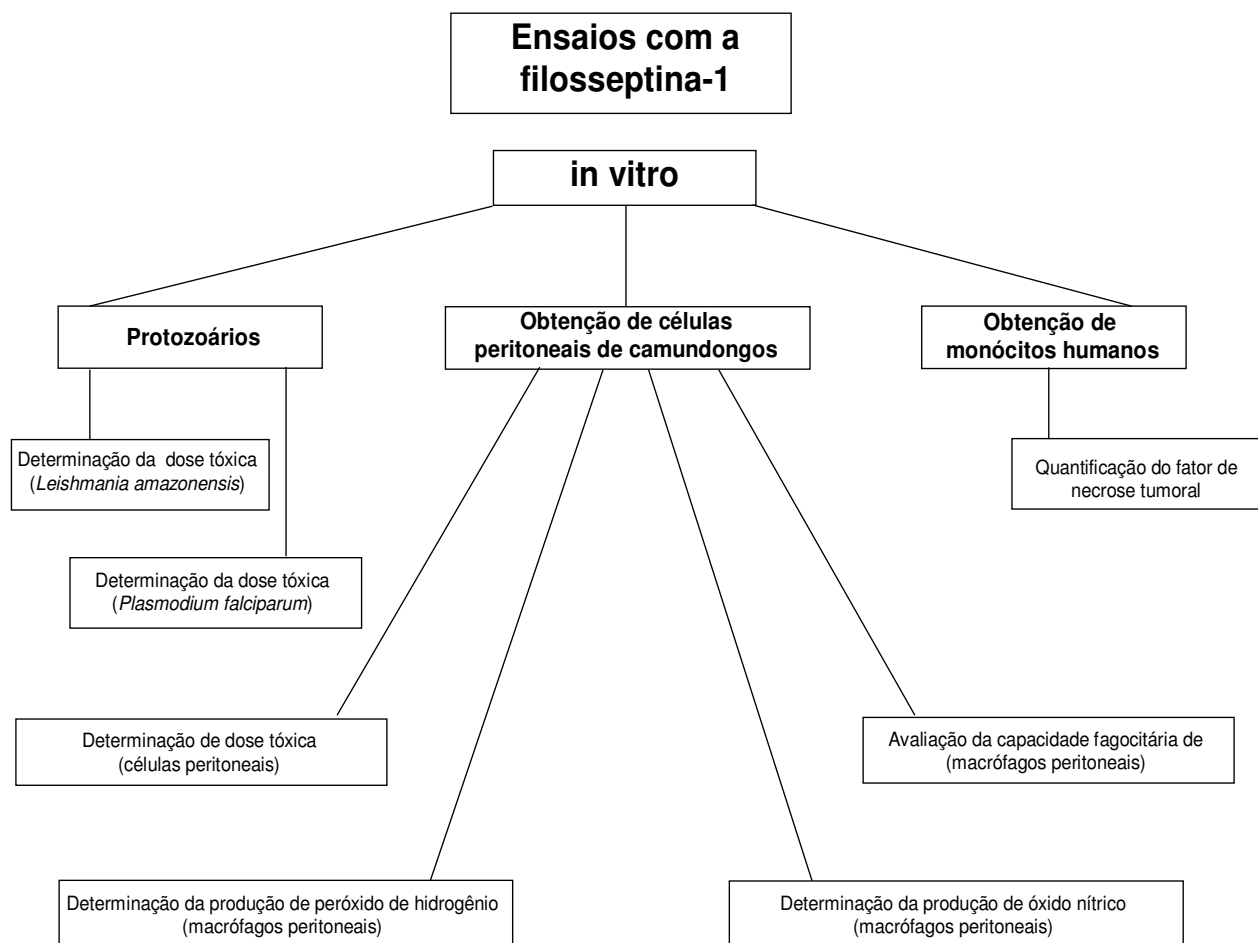 Ensaios com a
filosseptina-1
in vitro
Protozoários
Obtenção de células
peritoneais de camundongos
Obtenção de
monócitos humanos
Determinação da dose tóxica
(Leishmania amazonensis)
Quantificação do fator de
necrose tumoral
Determinação da dose tóxica
(Plasmodium falciparum)
Determinação de dose tóxica
(células peritoneais)
Avaliação da capacidade fagocitária de
(macrófagos peritoneais)
Determinação da produção de peróxido de hidrogênio
(macrófagos peritoneais)
Determinação da produção de óxido nítrico
(macrófagos peritoneais)